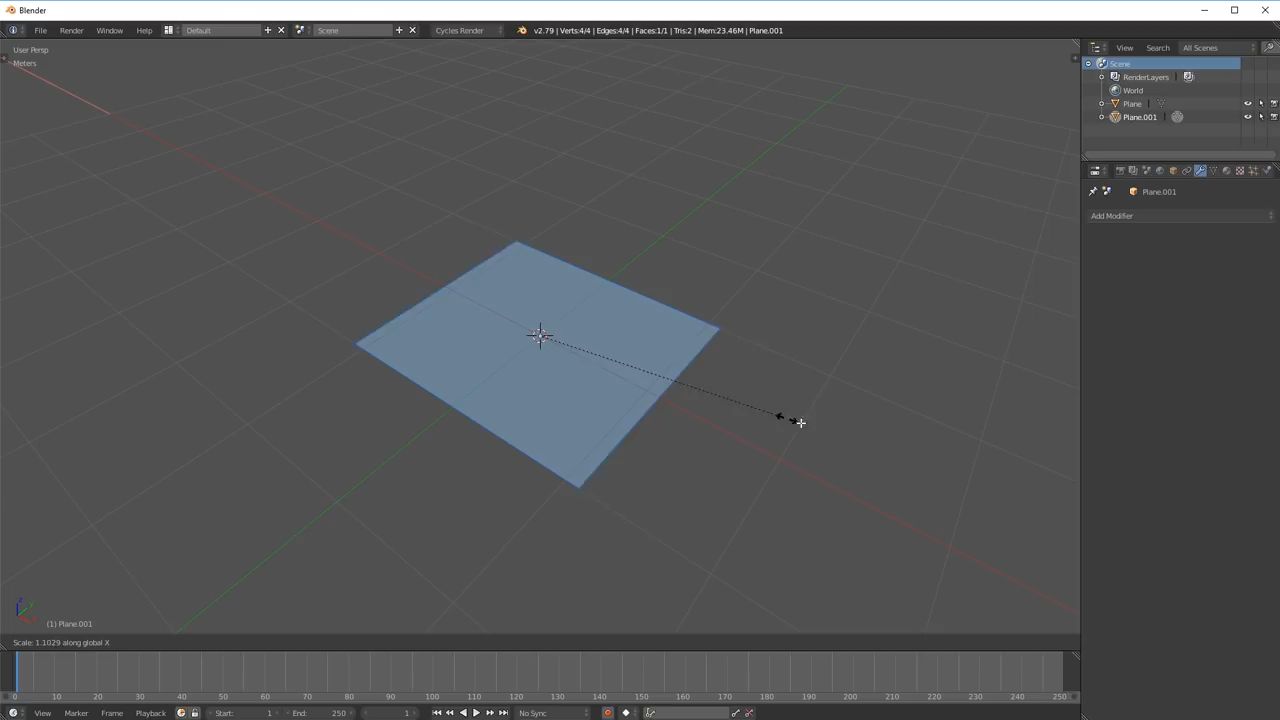 Blender
File Render Window Help Default Scene Cycles Render v2.79 | Verts:4/4 | Edges:4/4 | Faces:1/1 | Tris:2 | Mem:23.46M | Plane.001
User Persp
Meters
View Search All Scenes
Scene
RenderLayers
World
Plane
Plane.001
Plane.001
Add Modifier
z
y
x
(1) Plane.001
Scale: 1.1029 along global X
0 10 20 30 40 50 60 70 80 90 100 110 120 130 140 150 160 170 180 190 200 210 220 230 240 250
View Marker Frame Playback Start: 1 End: 250 1 No Sync